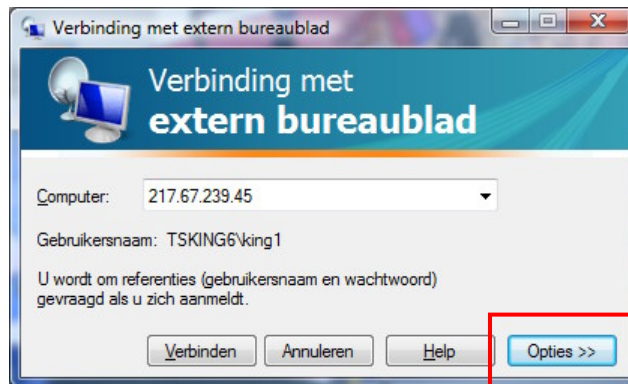 Verbinding met extern bureaublad
Verbinding met
extern bureaublad
Computer: 217.67.239.45
Gebruikersnaam: TSKING6\king1
U wordt om referenties (gebruikersnaam en wachtwoord)
gevraagd als u zich aanmeldt.
Verbinden Annuleren Help Opties >>